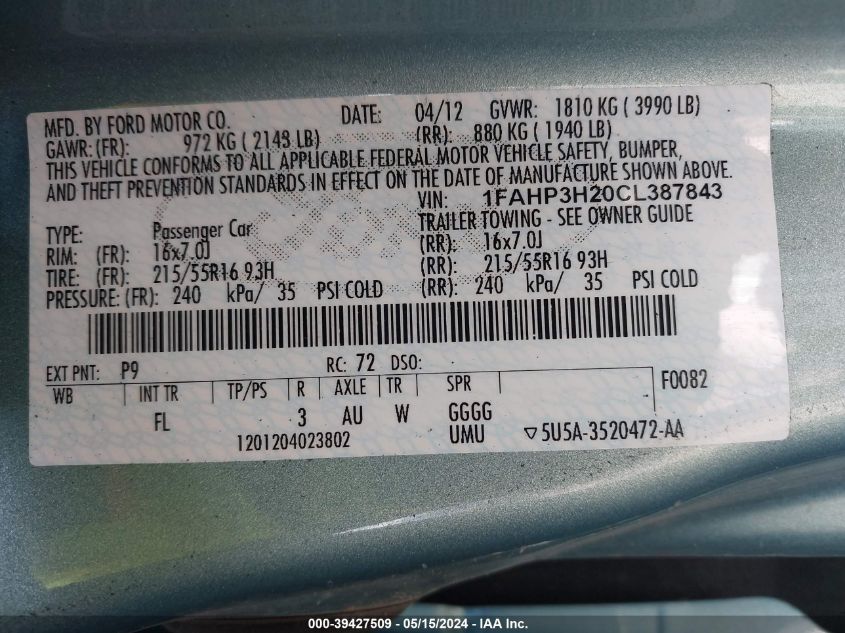 MFD. BY FORD MOTOR CO. DATE: 04/12 GVWR: 1810 KG ( 3990 LB)
GAWR: (FR): 972 KG ( 2143 LB) (RR): 880 KG ( 1940 LB)
THIS VEHICLE CONFORMS TO ALL APPLICABLE FEDERAL MOTOR VEHICLE SAFETY, BUMPER,
AND THEFT PREVENTION STANDARDS IN EFFECT ON THE DATE OF MANUFACTURE SHOWN ABOVE.
VIN: 1FAHP3H20CL387843
TYPE: Passenger Car TRAILER TOWING - SEE OWNER GUIDE
RIM: (FR): 16x7.0J (RR): 16x7.0J
TIRE: (FR): 215/55R16 93H (RR): 215/55R16 93H
PRESSURE: (FR): 240 kPa/ 35 PSI COLD (RR): 240 kPa/ 35 PSI COLD
EXT PNT: P9 RC: 72 DSO:
WB INT TR TP/PS R AXLE TR SPR F0082
FL 3 AU W GGGG
1201204023802 UMU ▽5U5A-3520472-AA
000-39427509 - 05/15/2024 - IAA Inc.